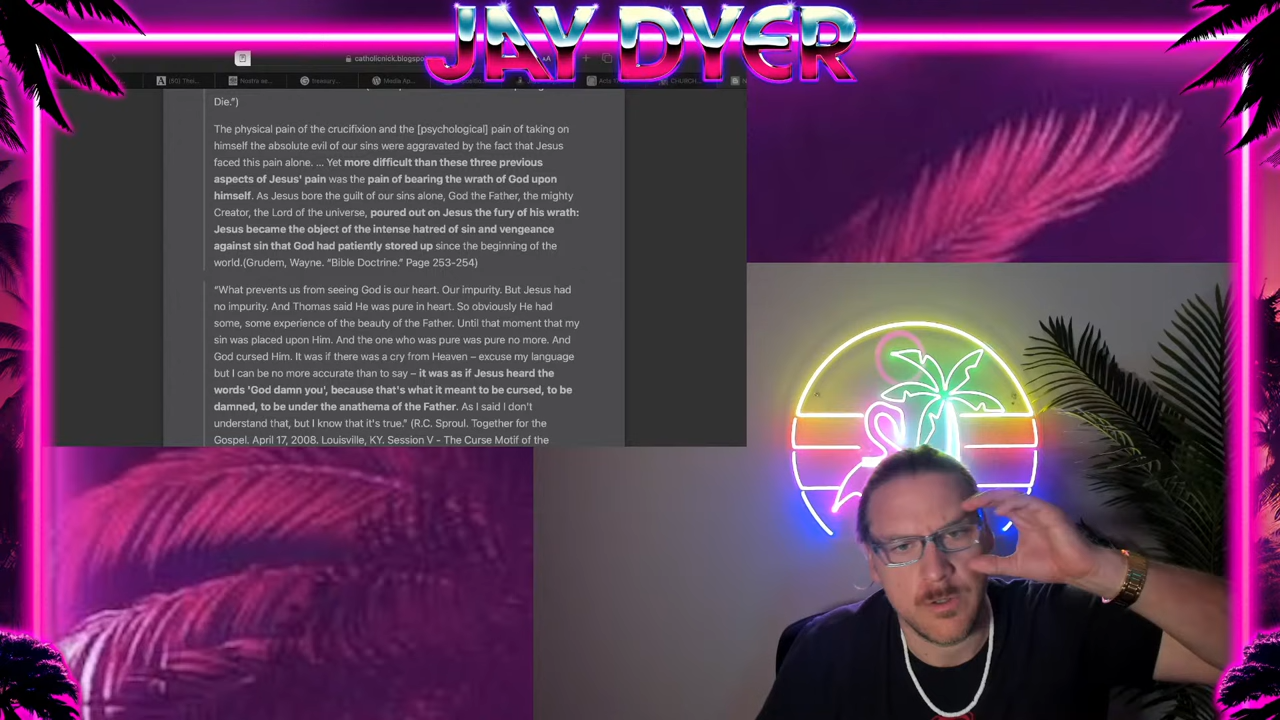 JAY DYER
catholicnick.blogspo
AA
(80) Thei...
Nostra ae...
Treasury...
Media Ap...
CHURCH...
Die.”)
The physical pain of the crucifixion and the [psychological] pain of taking on
himself the absolute evil of our sins were aggravated by the fact that Jesus
faced this pain alone. ... Yet more difficult than these three previous
aspects of Jesus' pain was the pain of bearing the wrath of God upon
himself. As Jesus bore the guilt of our sins alone, God the Father, the mighty
Creator, the Lord of the universe, poured out on Jesus the fury of his wrath:
Jesus became the object of the intense hatred of sin and vengeance
against sin that God had patiently stored up since the beginning of the
world.(Grudem, Wayne. “Bible Doctrine.” Page 253-254)
“What prevents us from seeing God is our heart. Our impurity. But Jesus had
no impurity. And Thomas said He was pure in heart. So obviously He had
some, some experience of the beauty of the Father. Until that moment that my
sin was placed upon Him. And the one who was pure was pure no more. And
God cursed Him. It was if there was a cry from Heaven – excuse my language
but I can be no more accurate than to say – it was as if Jesus heard the
words 'God damn you', because that's what it meant to be cursed, to be
damned, to be under the anathema of the Father. As I said I don't
understand that, but I know that it's true.” (R.C. Sproul. Together for the
Gospel. April 17, 2008. Louisville, KY. Session V - The Curse Motif of the